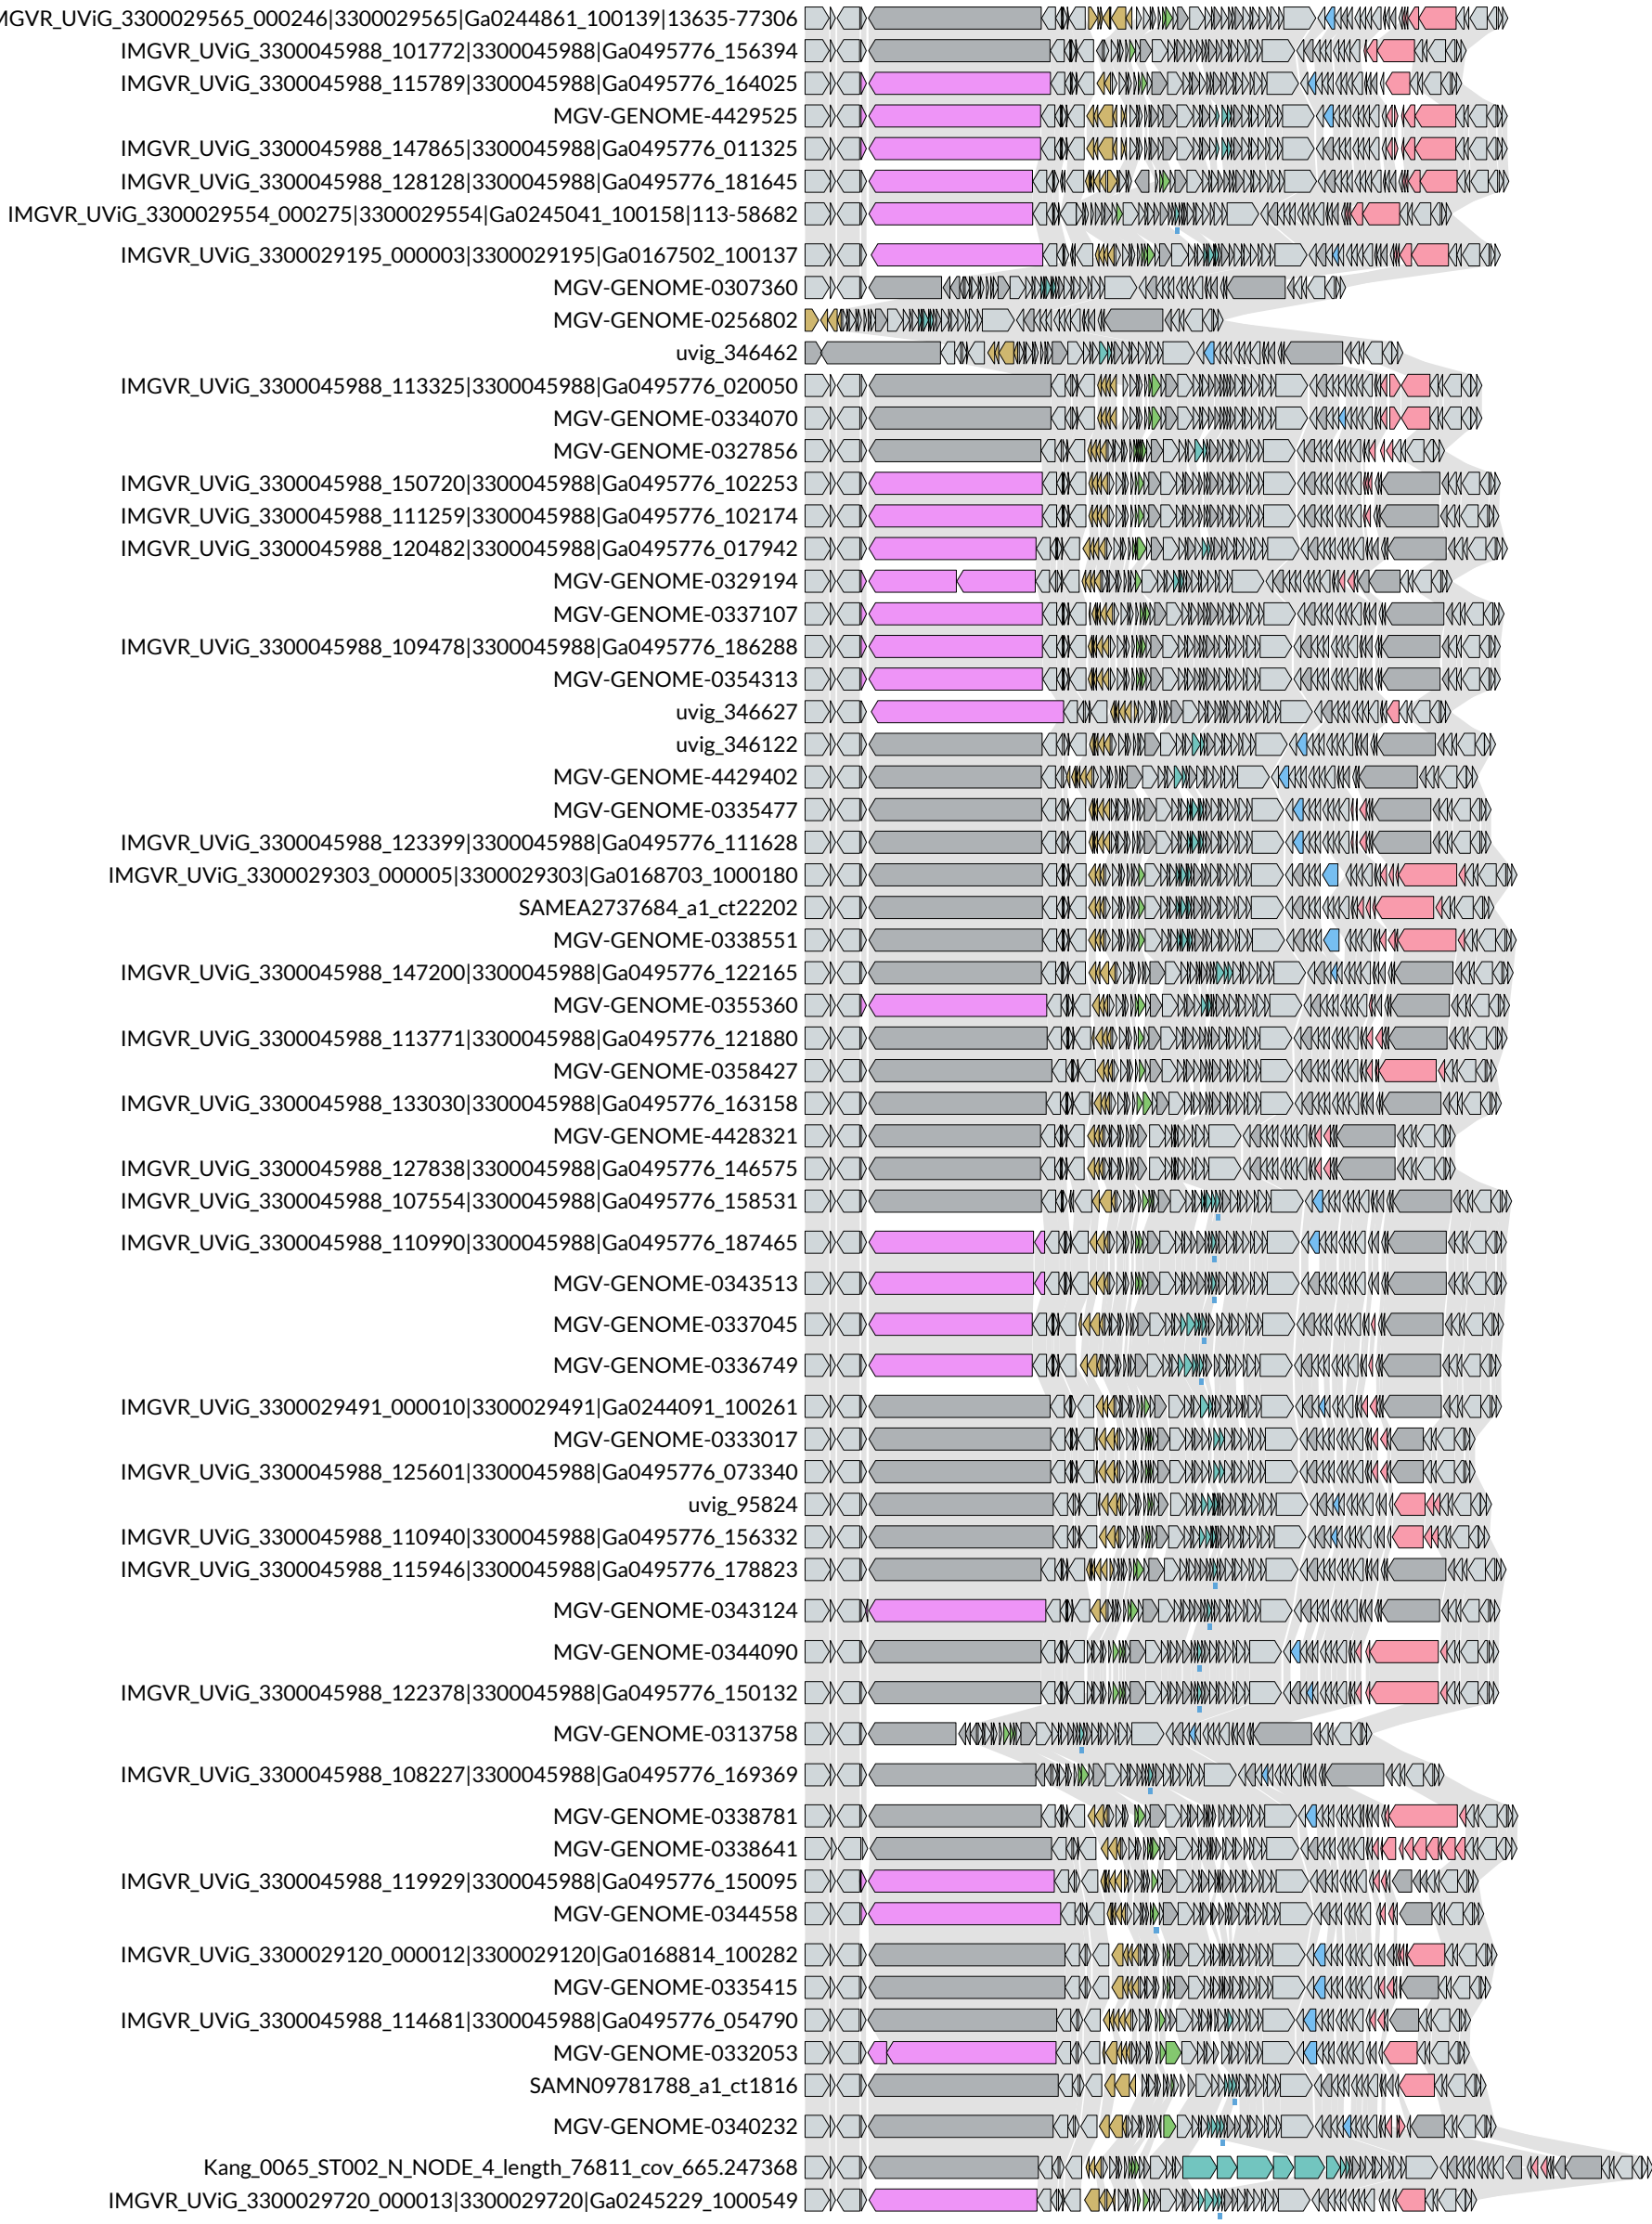 MGVR_UViG_3300029565_000246|3300029565|Ga0244861_100139|13635-77306
IMGVR_UViG_3300045988_101772|3300045988|Ga0495776_156394
IMGVR_UViG_3300045988_115789|3300045988|Ga0495776_164025
MGV-GENOME-4429525
IMGVR_UViG_3300045988_147865|3300045988|Ga0495776_011325
IMGVR_UViG_3300045988_128128|3300045988|Ga0495776_181645
IMGVR_UViG_3300029554_000275|3300029554|Ga0245041_100158|113-58682
IMGVR_UViG_3300029195_000003|3300029195|Ga0167502_100137
MGV-GENOME-0307360
MGV-GENOME-0256802
uvig_346462
IMGVR_UViG_3300045988_113325|3300045988|Ga0495776_020050
MGV-GENOME-0334070
MGV-GENOME-0327856
IMGVR_UViG_3300045988_150720|3300045988|Ga0495776_102253
IMGVR_UViG_3300045988_111259|3300045988|Ga0495776_102174
IMGVR_UViG_3300045988_120482|3300045988|Ga0495776_017942
MGV-GENOME-0329194
MGV-GENOME-0337107
IMGVR_UViG_3300045988_109478|3300045988|Ga0495776_186288
MGV-GENOME-0354313
uvig_346627
uvig_346122
MGV-GENOME-4429402
MGV-GENOME-0335477
IMGVR_UViG_3300045988_123399|3300045988|Ga0495776_111628
IMGVR_UViG_3300029303_000005|3300029303|Ga0168703_1000180
SAMEA2737684_a1_ct22202
MGV-GENOME-0338551
IMGVR_UViG_3300045988_147200|3300045988|Ga0495776_122165
MGV-GENOME-0355360
IMGVR_UViG_3300045988_113771|3300045988|Ga0495776_121880
MGV-GENOME-0358427
IMGVR_UViG_3300045988_133030|3300045988|Ga0495776_163158
MGV-GENOME-4428321
IMGVR_UViG_3300045988_127838|3300045988|Ga0495776_146575
IMGVR_UViG_3300045988_107554|3300045988|Ga0495776_158531
IMGVR_UViG_3300045988_110990|3300045988|Ga0495776_187465
MGV-GENOME-0343513
MGV-GENOME-0337045
MGV-GENOME-0336749
IMGVR_UViG_3300029491_000010|3300029491|Ga0244091_100261
MGV-GENOME-0333017
IMGVR_UViG_3300045988_125601|3300045988|Ga0495776_073340
uvig_95824
IMGVR_UViG_3300045988_110940|3300045988|Ga0495776_156332
IMGVR_UViG_3300045988_115946|3300045988|Ga0495776_178823
MGV-GENOME-0343124
MGV-GENOME-0344090
IMGVR_UViG_3300045988_122378|3300045988|Ga0495776_150132
MGV-GENOME-0313758
IMGVR_UViG_3300045988_108227|3300045988|Ga0495776_169369
MGV-GENOME-0338781
MGV-GENOME-0338641
IMGVR_UViG_3300045988_119929|3300045988|Ga0495776_150095
MGV-GENOME-0344558
IMGVR_UViG_3300029120_000012|3300029120|Ga0168814_100282
MGV-GENOME-0335415
IMGVR_UViG_3300045988_114681|3300045988|Ga0495776_054790
MGV-GENOME-0332053
SAMN09781788_a1_ct1816
MGV-GENOME-0340232
Kang_0065_ST002_N_NODE_4_length_76811_cov_665.247368
IMGVR_UViG_3300029720_000013|3300029720|Ga0245229_1000549